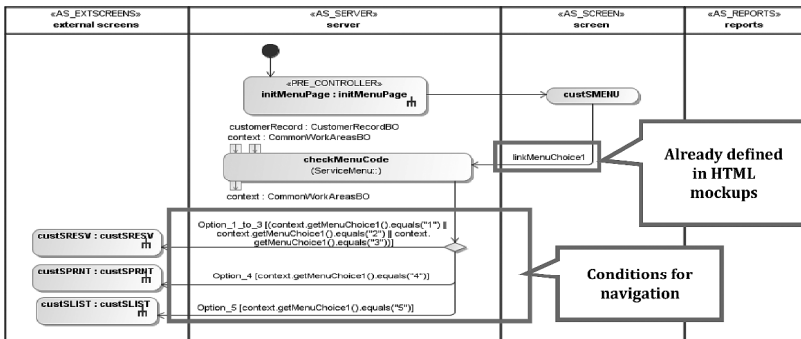 «AS_EXTSCREENS»
external screens
«AS_SERVER»
server
«AS_SCREEN»
screen
«AS_REPORTS»
reports
«PRE_CONTROLLER»
initMenuPage : initMenuPage
custSMENU
customerRecord : CustomerRecordBO
context : CommonWorkAreasBO
checkMenuCode
(ServiceMenu::)
linkMenuChoice1
context : CommonWorkAreasBO
Already defined
in HTML
mockups
Option_1_to_3 [(context.getMenuChoice1().equals("1") ||
context.getMenuChoice1().equals("2") || context.
getMenuChoice1().equals("3"))]
custSRESV : custSRESV
Option_4 [context.getMenuChoice1().equals("4")]
custSPRNT : custSPRNT
Option_5 [context.getMenuChoice1().equals("5")]
custSLIST : custSLIST
Conditions for
navigation